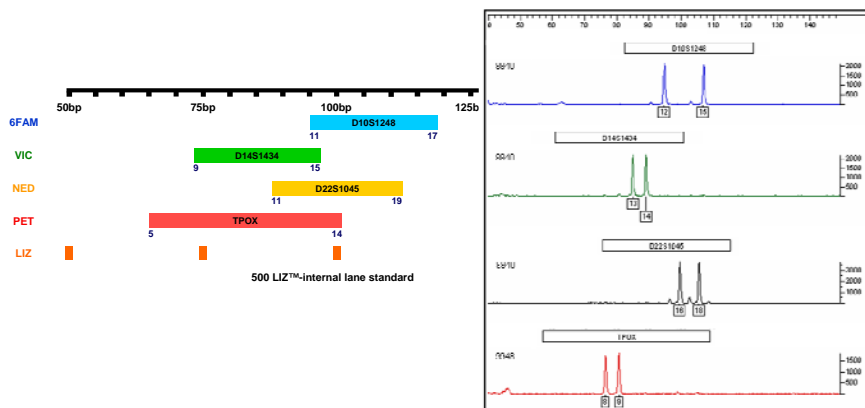 50bp 75bp 100bp 125b
6FAM D10S1248
11 17
VIC D14S1434
9 15
NED D22S1045
11 19
PET TPOX
5 14
LIZ
500 LIZ™-internal lane standard
40 50 60 70 80 90 100 110 120 130 140
D10S1248
2000
1500
1000
500
12 15
D14S1434
2000
1500
1000
500
13
14
D22S1045
3000
2000
1000
16 18
TPOX
9948
1500
1000
500
8 9